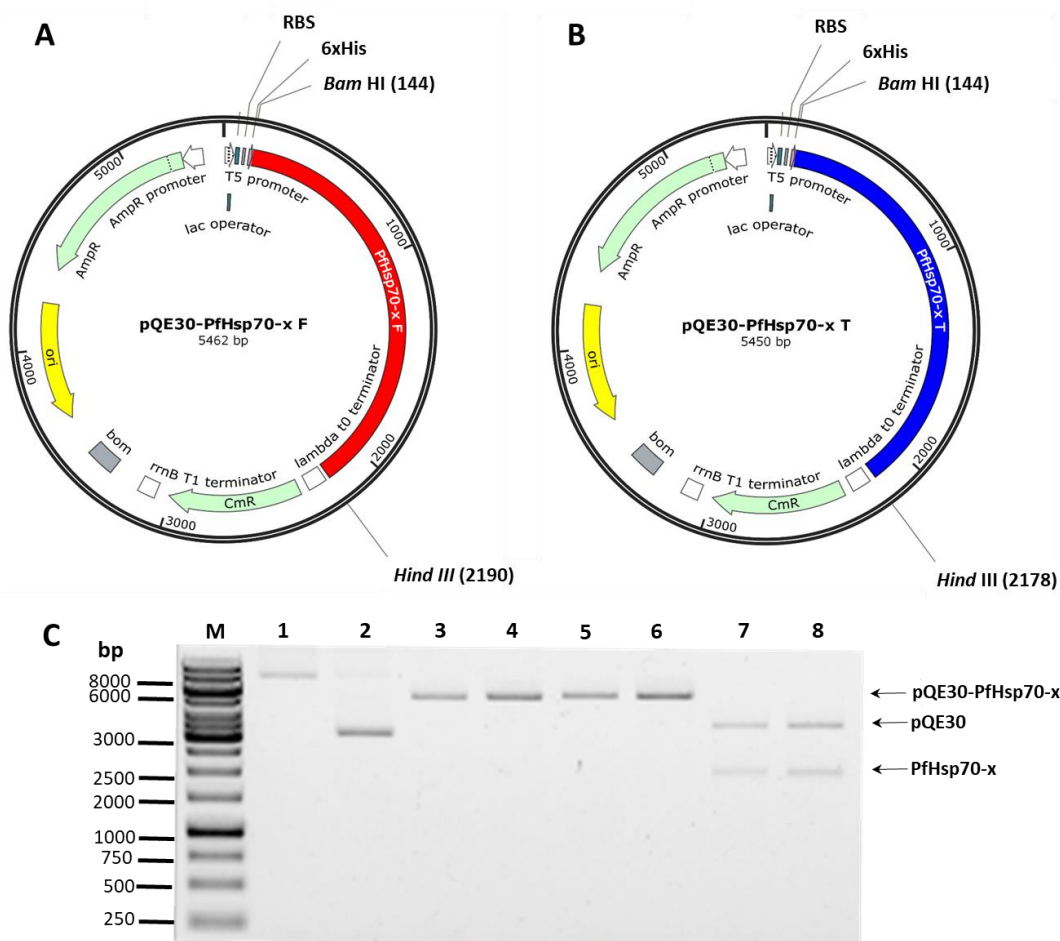 A
RBS
6xHis
Bam HI (144)
5000
AmpR promoter
AmpR
T5 promoter
lac operator
1000
PfHsp70-x F
pQE30-PfHsp70-x F
5462 bp
ori
4000
bom
rrnB T1 terminator
lambda t0 terminator
2000
CmR
3000
Hind III (2190)
B
RBS
6xHis
Bam HI (144)
5000
AmpR promoter
AmpR
T5 promoter
lac operator
1000
PfHsp70-x T
pQE30-PfHsp70-x T
5450 bp
ori
4000
bom
rrnB T1 terminator
lambda t0 terminator
2000
CmR
3000
Hind III (2178)
C
M 1 2 3 4 5 6 7 8
bp
8000
6000
3000
2500
2000
1000
750
500
250
pQE30-PfHsp70-x
pQE30
PfHsp70-x